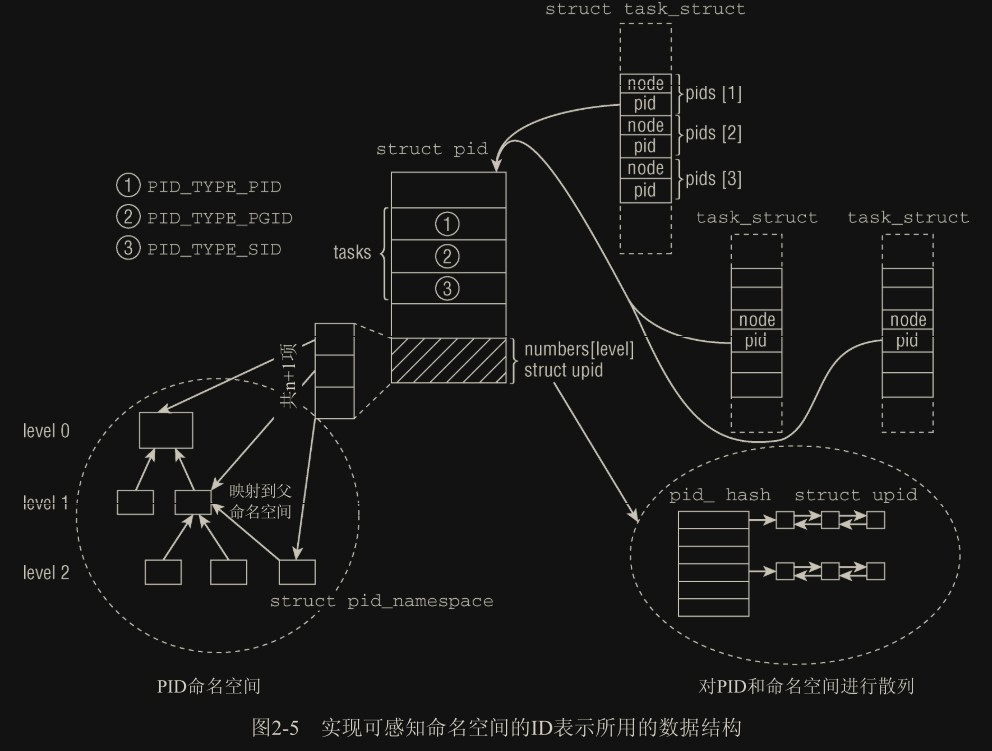 struct task_struct
node
pid
pids [1]
node
pid
pids [2]
node
pid
pids [3]
struct pid
① PID_TYPE_PID
② PID_TYPE_PGID
③ PID_TYPE_SID
tasks
①
②
③
task_struct
task_struct
node
pid
node
pid
numbers[level]
struct upid
共n+1项
level 0
level 1
level 2
映射到父
命名空间
struct pid_namespace
pid_ hash
struct upid
PID命名空间
对PID和命名空间进行散列
图2-5 实现可感知命名空间的ID表示所用的数据结构